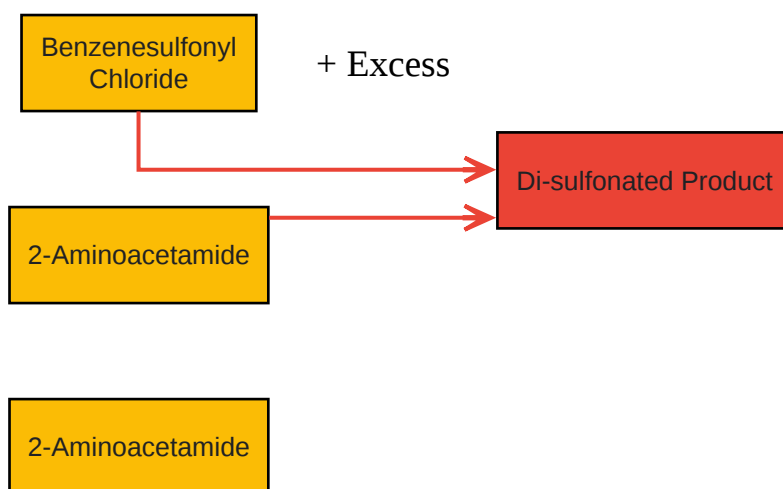 Benzenesulfonyl
Chloride
+ Excess
Di-sulfonated Product
2-Aminoacetamide
2-Aminoacetamide